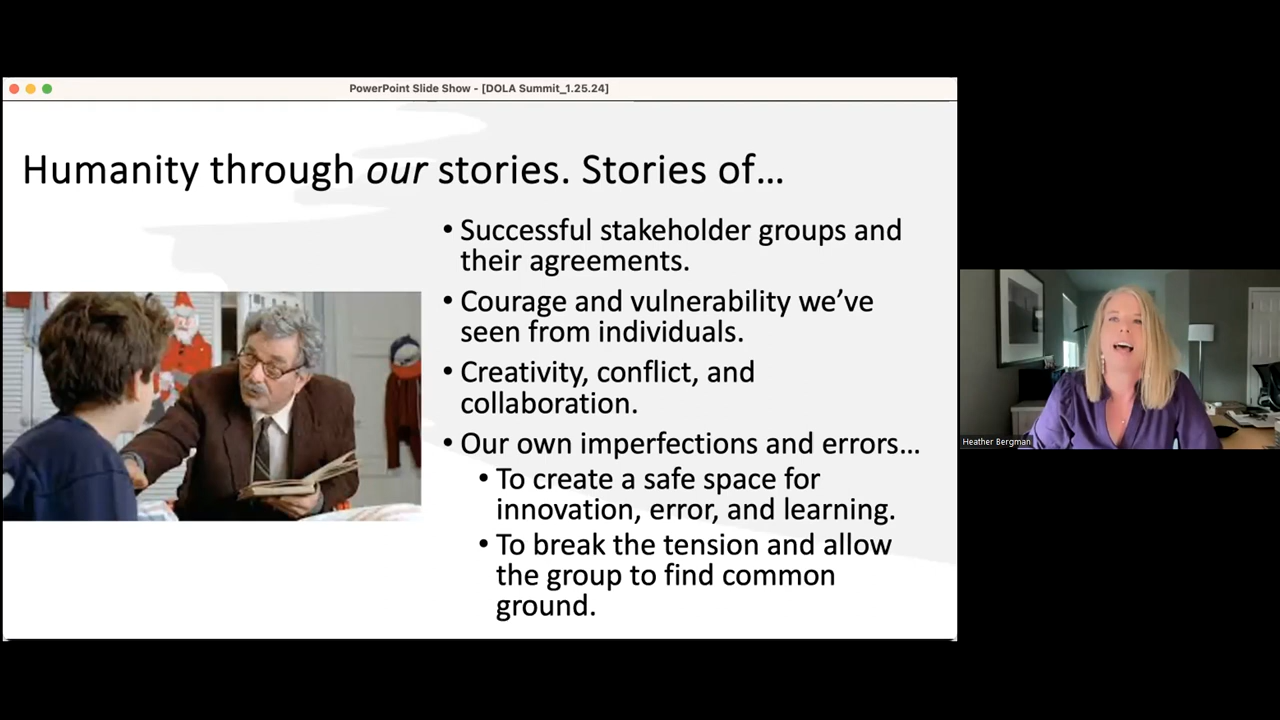 PowerPoint Slide Show - [DOLA Summit_1.25.24]
Humanity through our stories. Stories of…
• Successful stakeholder groups and
their agreements.
• Courage and vulnerability we’ve
seen from individuals.
• Creativity, conflict, and
collaboration.
• Our own imperfections and errors…
• To create a safe space for
innovation, error, and learning.
• To break the tension and allow
the group to find common
ground.
Heather Bergman